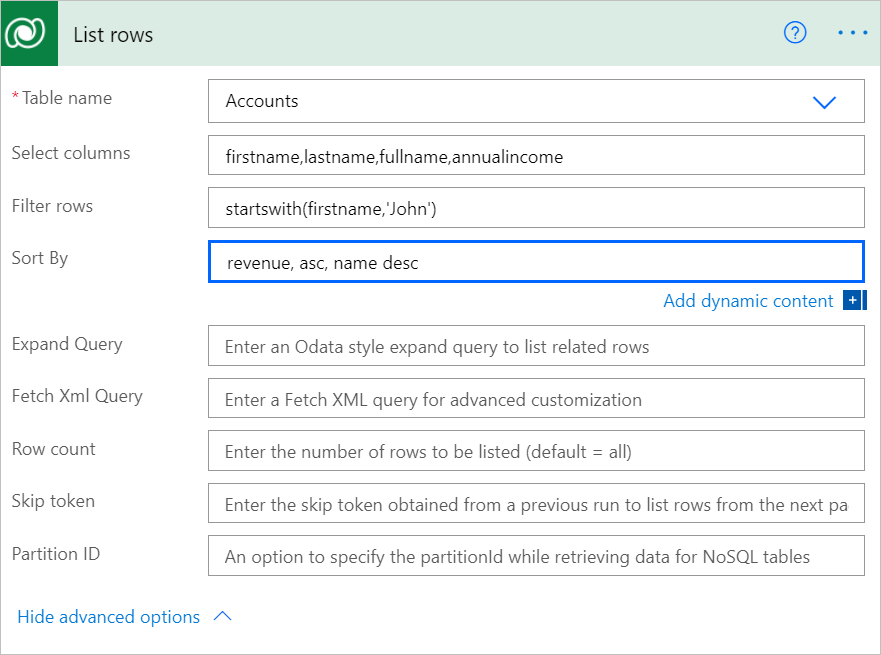 List rows
?
* Table name
Accounts
Select columns
firstname,lastname,fullname,annualincome
Filter rows
startswith(firstname,'John')
Sort By
revenue, asc, name desc
Add dynamic content
Expand Query
Enter an Odata style expand query to list related rows
Fetch Xml Query
Enter a Fetch XML query for advanced customization
Row count
Enter the number of rows to be listed (default = all)
Skip token
Enter the skip token obtained from a previous run to list rows from the next pa
Partition ID
An option to specify the partitionId while retrieving data for NoSQL tables
Hide advanced options